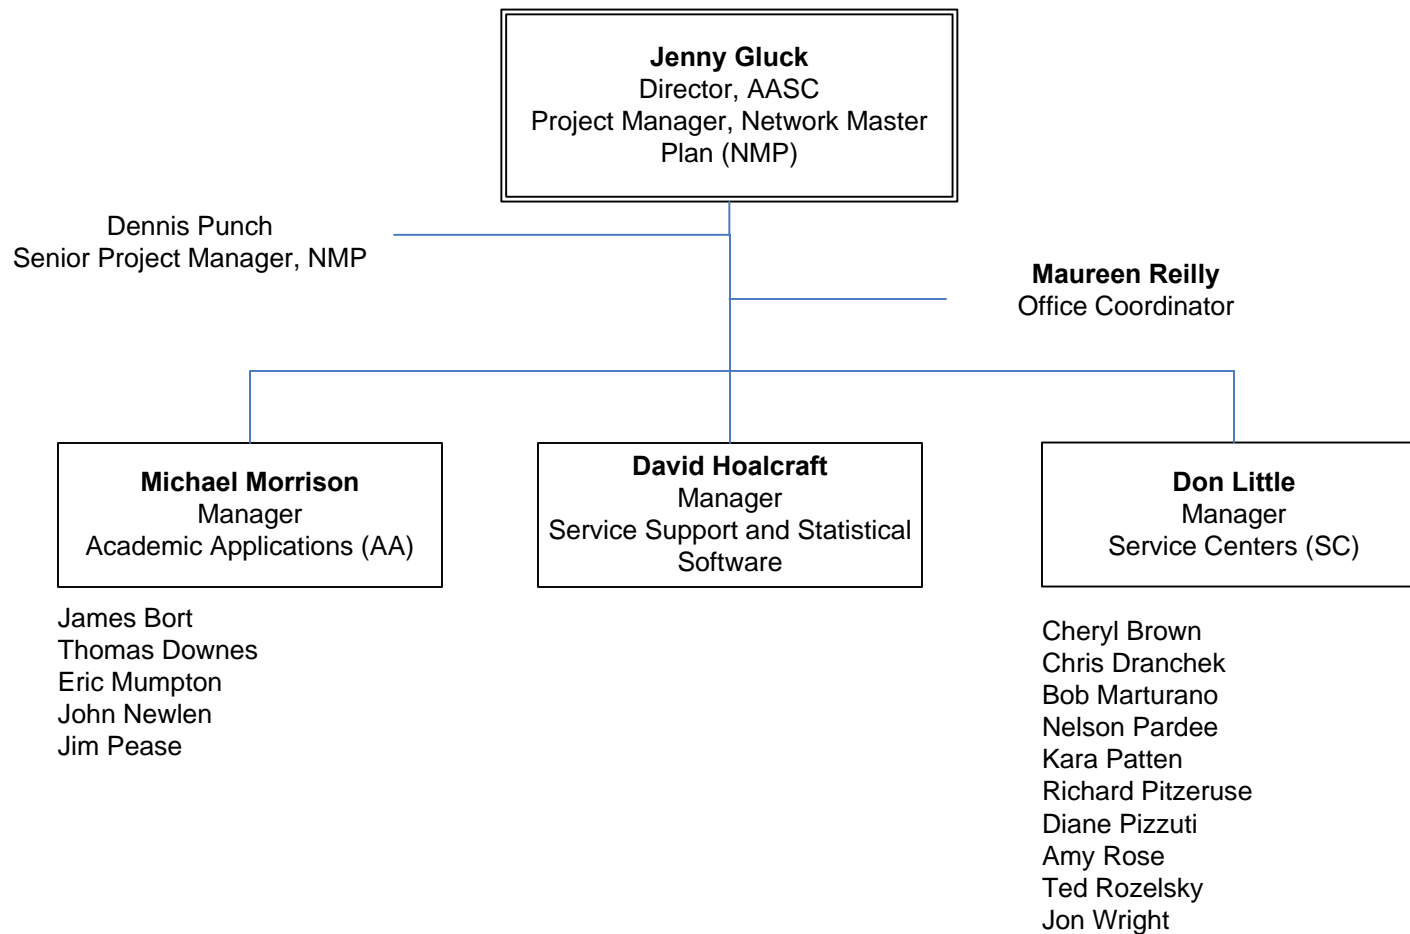 Jenny Gluck
Director, AASC
Project Manager, Network Master
Plan (NMP)
Dennis Punch
Senior Project Manager, NMP
Maureen Reilly
Office Coordinator
Michael Morrison
Manager
Academic Applications (AA)
James Bort
Thomas Downes
Eric Mumpton
John Newlen
Jim Pease
David Hoalcraft
Manager
Service Support and Statistical
Software
Don Little
Manager
Service Centers (SC)
Cheryl Brown
Chris Dranchek
Bob Marturano
Nelson Pardee
Kara Patten
Richard Pitzeruse
Diane Pizzuti
Amy Rose
Ted Rozelsky
Jon Wright